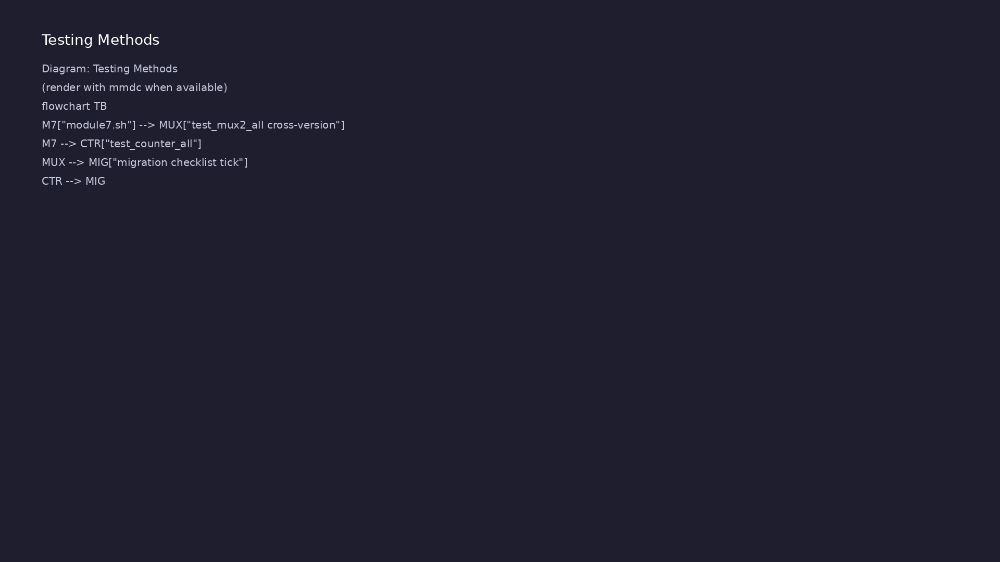 Testing Methods
Diagram: Testing Methods
(render with mmdc when available)
flowchart TB
M7["module7.sh"] --> MUX["test_mux2_all cross-version"]
M7 --> CTR["test_counter_all"]
MUX --> MIG["migration checklist tick"]
CTR --> MIG